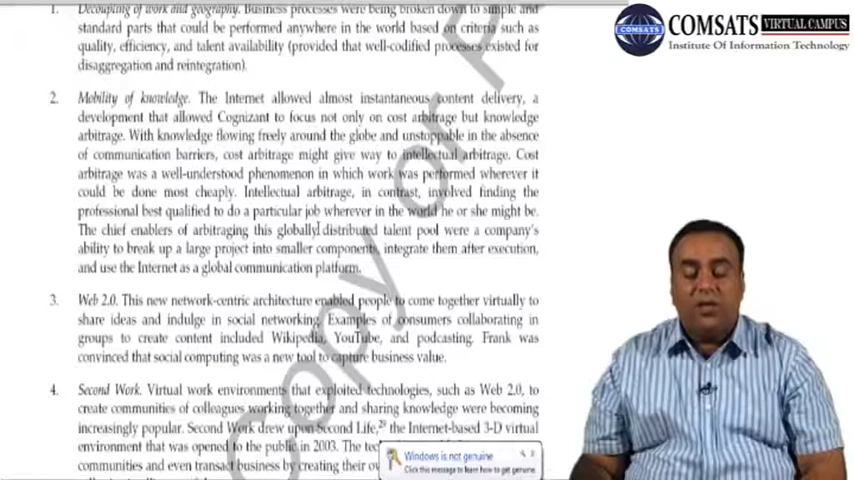 1. Decoupling of work and geography. Business processes were being broken down to simple and
standard parts that could be performed anywhere in the world based on criteria such as
quality, efficiency, and talent availability (provided that well-codified processes existed for
disaggregation and reintegration).
2. Mobility of knowledge. The Internet allowed almost instantaneous content delivery, a
development that allowed Cognizant to focus not only on cost arbitrage but knowledge
arbitrage. With knowledge flowing freely around the globe and unstoppable in the absence
of communication barriers, cost arbitrage might give way to intellectual arbitrage. Cost
arbitrage was a well-understood phenomenon in which work was performed wherever it
could be done most cheaply. Intellectual arbitrage, in contrast, involved finding the
professional best qualified to do a particular job wherever in the world he or she might be.
The chief enablers of arbitraging this globally distributed talent pool were a company's
ability to break up a large project into smaller components, integrate them after execution,
and use the Internet as a global communication platform.
3. Web 2.0. This new network-centric architecture enabled people to come together virtually to
share ideas and indulge in social networking. Examples of consumers collaborating in
groups to create content included Wikipedia, YouTube, and podcasting. Frank was
convinced that social computing was a new tool to capture business value.
4. Second Work. Virtual work environments that exploited technologies, such as Web 2.0, to
create communities of colleagues working together and sharing knowledge were becoming
increasingly popular. Second Work drew upon Second Life,29 the Internet-based 3-D virtual
environment that was opened to the public in 2003. The
communities and even transact business by creating their
Copy or P
Windows is not genuine
Click this message to learn how to get genuine.
COMSATS
COMSATS VIRTUAL CAMPUS
Institute Of Information Technology